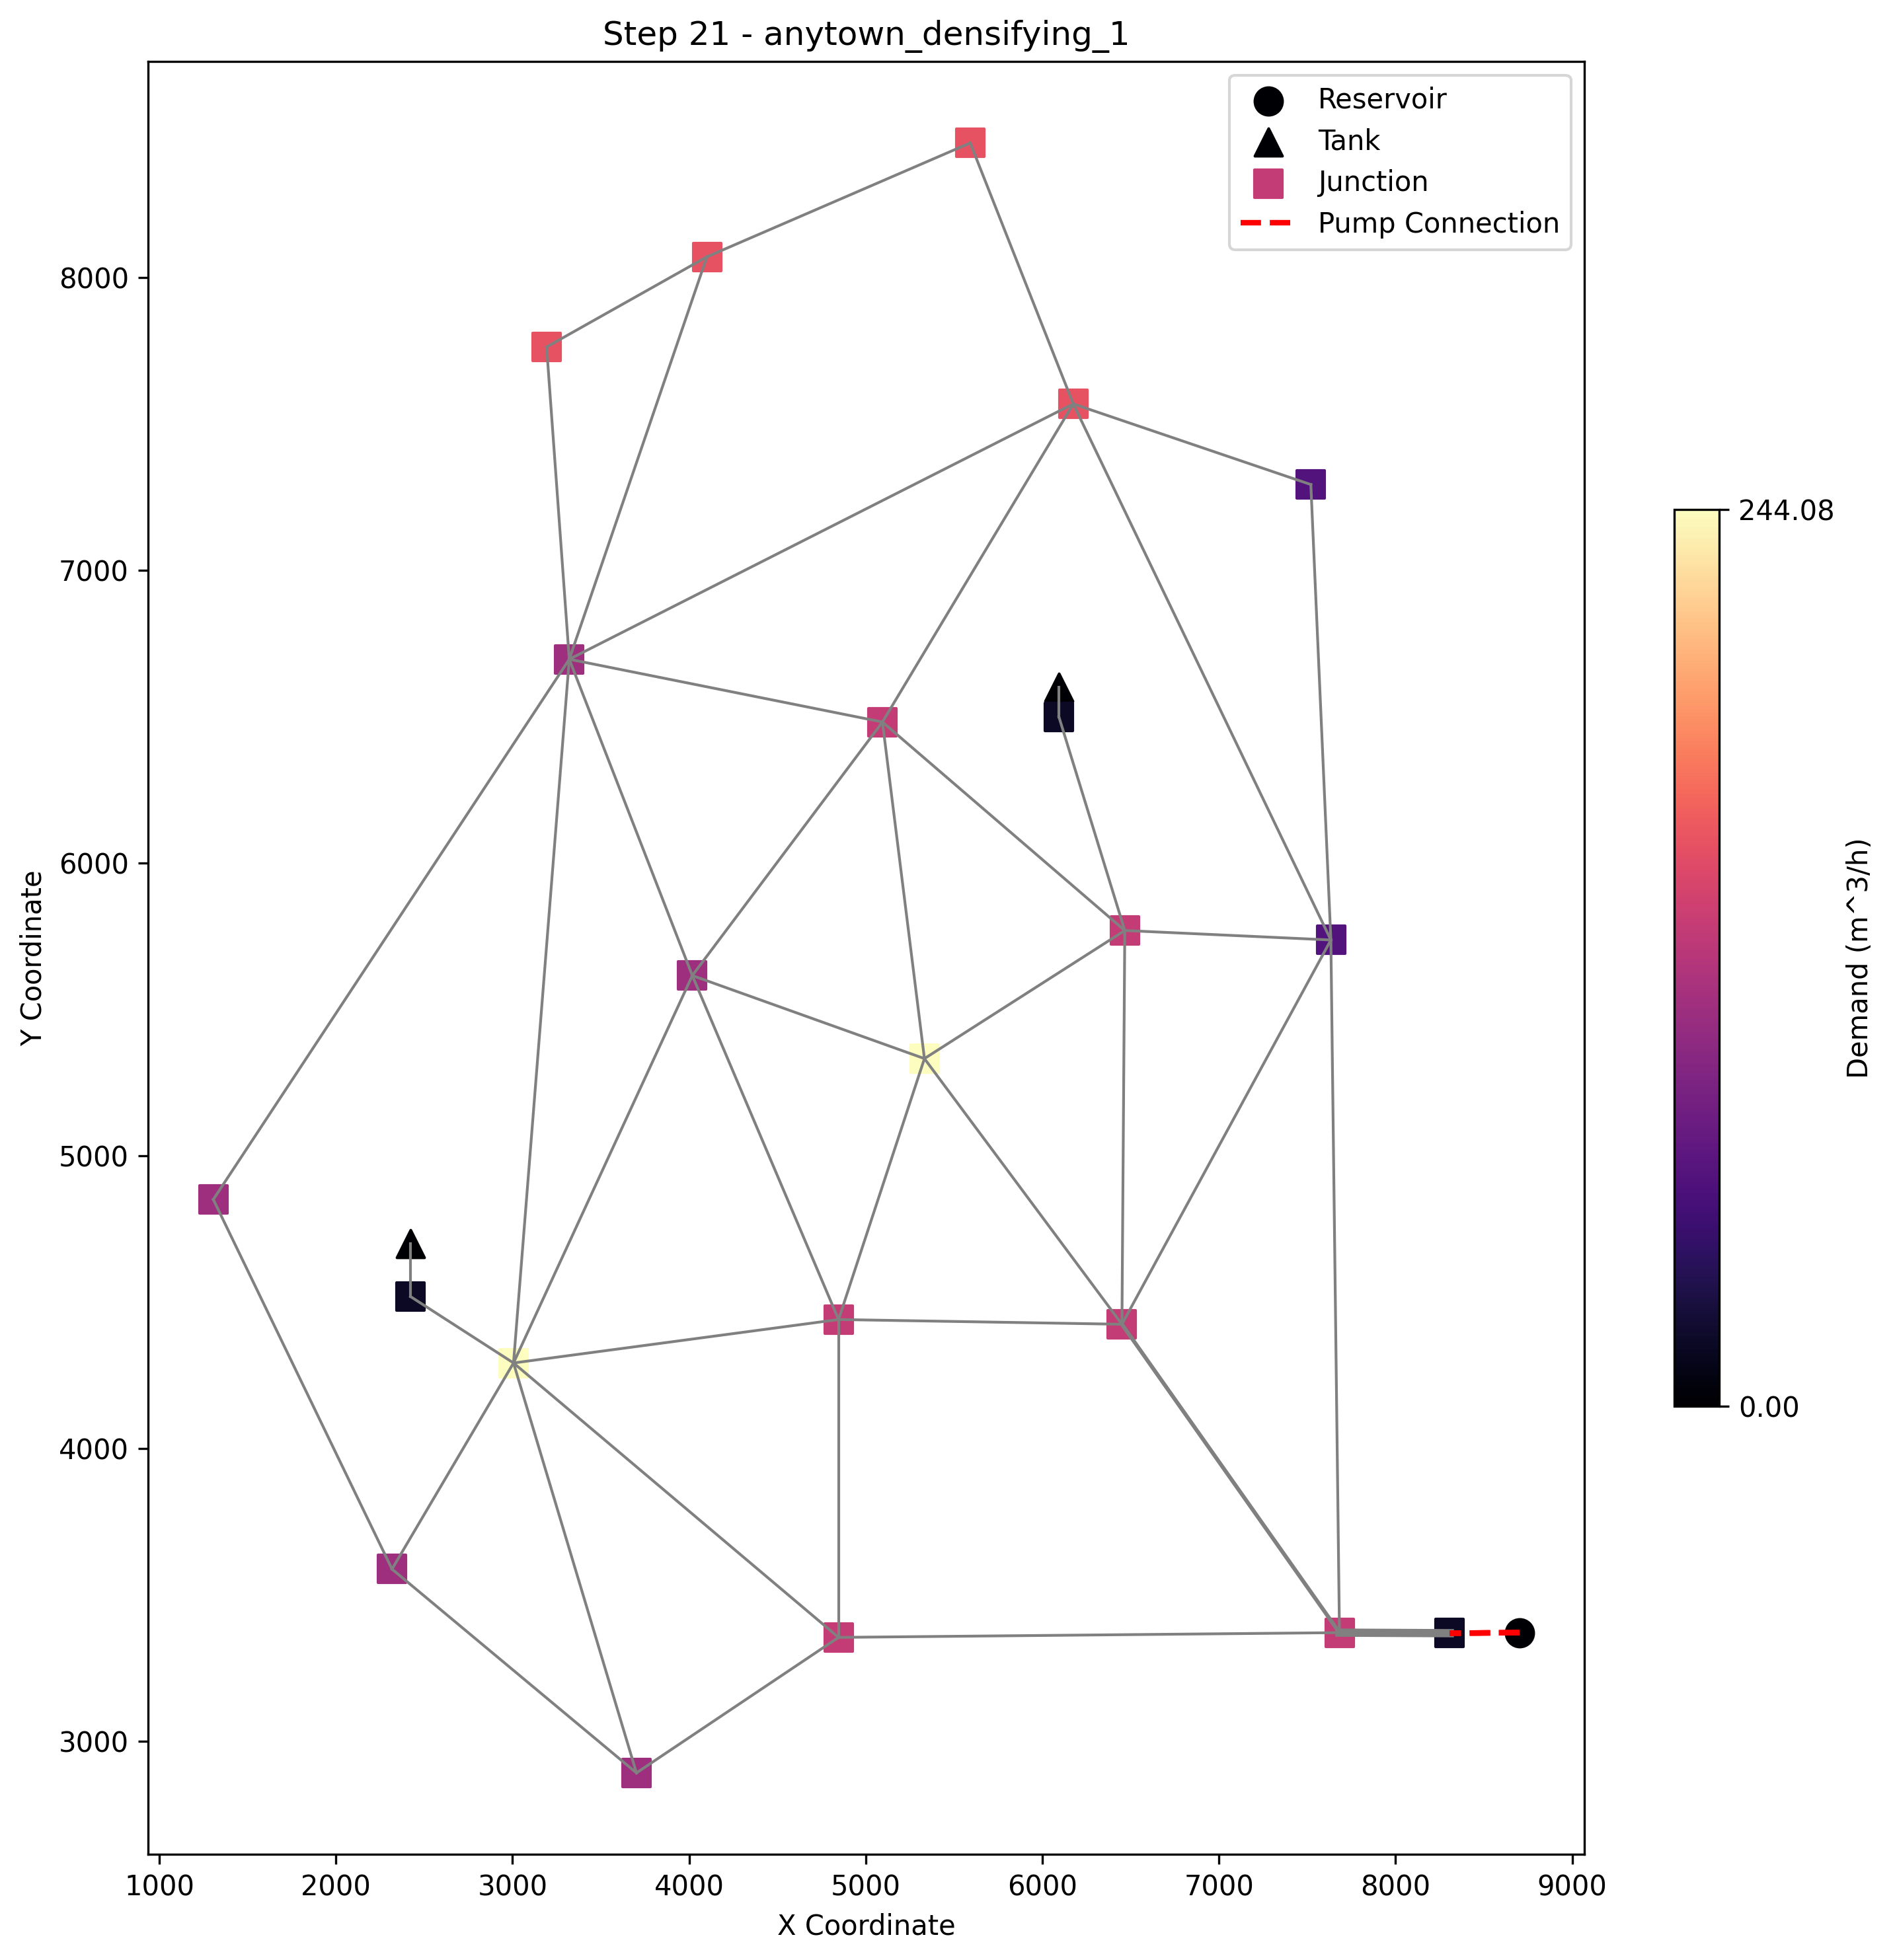 Step 21 - anytown_densifying_1
Reservoir
Tank
Junction
Pump Connection
8000
7000
6000
5000
4000
3000
Y Coordinate
1000 2000 3000 4000 5000 6000 7000 8000 9000
X Coordinate
244.08
0.00
Demand (m^3/h)